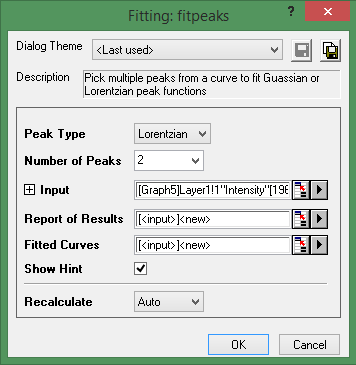 Fitting: fitpeaks
?
Dialog Theme
<Last used>
Description
Pick multiple peaks from a curve to fit Guassian or
Lorentzian peak functions
Peak Type
Lorentzian
Number of Peaks
2
Input
[Graph5]Layer1!1"Intensity"[196
Report of Results
[<input>]<new>
Fitted Curves
[<input>]<new>
Show Hint
Recalculate
Auto
OK
Cancel